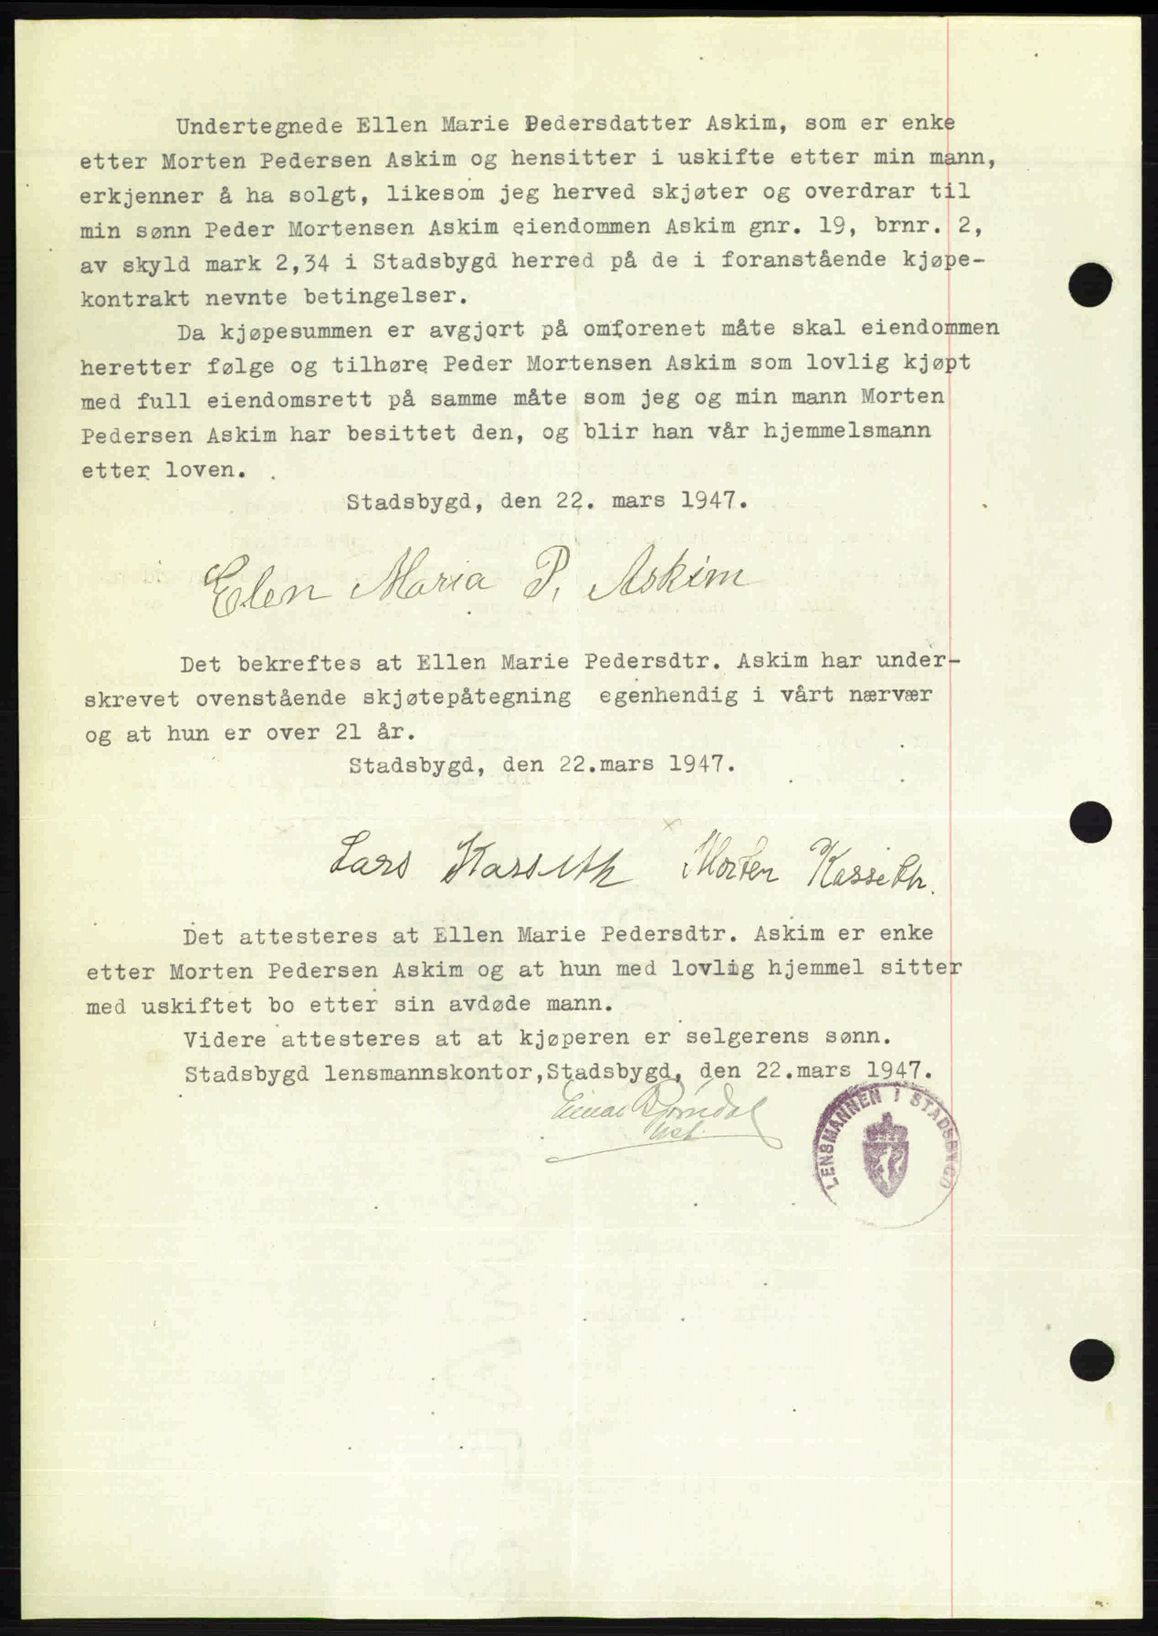 Undertegnede Ellen Marie Pedersdatter Askim, som er enke
etter Morten Pedersen Askim og hensitter i uskifte etter min mann,
erkjenner å ha solgt, likesom jeg herved skjøter og overdrar til
min sønn Peder Mortensen Askim eiendommen Askim gnr. 19, brnr. 2,
av skyld mark 2,34 i Stadsbygd herred på de i foranstående kjøpe-
kontrakt nevnte betingelser.
Da kjøpesummen er avgjort på omforenet måte skal eiendommen
heretter følge og tilhøre Peder Mortensen Askim som lovlig kjøpt
med full eiendomsrett på samme måte som jeg og min mann Morten
Pedersen Askim har besittet den, og blir han vår hjemmelsmann
etter loven.
Stadsbygd, den 22. mars 1947.
Elen Maria P. Askim
Det bekreftes at Ellen Marie Pedersdtr. Askim har under-
skrevet ovenstående skjøtepåtegning egenhendig i vårt nærvær
og at hun er over 21 år.
Stadsbygd, den 22.mars 1947.
Lars Kasseth Morten Kasseth.
Det attesteres at Ellen Marie Pedersdtr. Askim er enke
etter Morten Pedersen Askim og at hun med lovlig hjemmel sitter
med uskiftet bo etter sin avdøde mann.
Videre attesteres at at kjøperen er selgerens sønn.
Stadsbygd lensmannskontor,Stadsbygd, den 22.mars 1947.
Einar
LENSMANNEN I STADSBYGD